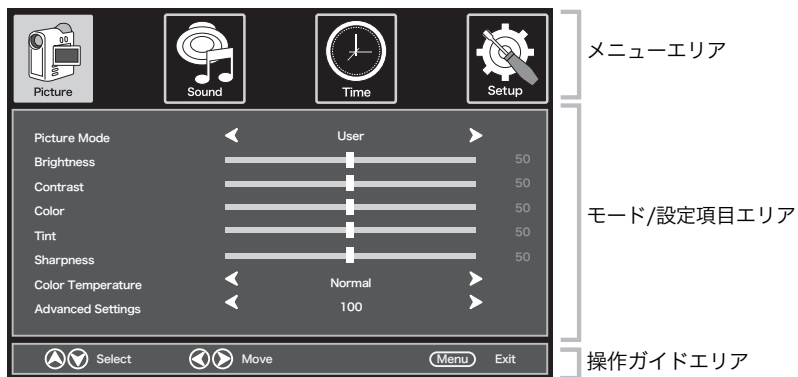 Picture Sound Time Setup
メニューエリア
Picture Mode User
Brightness 50
Contrast 50
Color 50
Tint 50
Sharpness 50
Color Temperature Normal
Advanced Settings 100
モード/設定項目エリア
Select Move Menu Exit
操作ガイドエリア